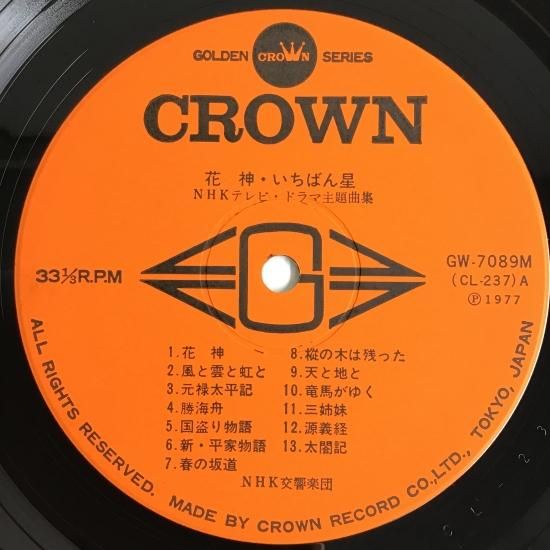 GOLDEN CROWN SERIES
CROWN
花 神・いちばん星
NHKテレビ・ドラマ主題曲集
33⅓R.P.M
G
GW-7089M
(CL-237)A
Ⓟ1977
1.花 神
2.風と雲と虹と
3.元禄太平記
4.勝海舟
5.国盗り物語
6.新・平家物語
7.春の坂道
8.樅の木は残った
9.天と地と
10.竜馬がゆく
11.三姉妹
12.源義経
13.太閤記
NHK交響楽団
ALL RIGHTS RESERVED. MADE BY CROWN RECORD CO.,LTD., TOKYO, JAPAN